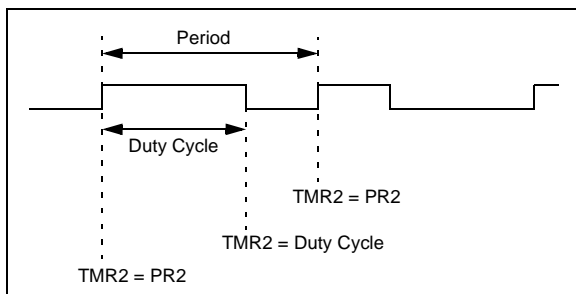 Period
Duty Cycle
TMR2 = PR2
TMR2 = Duty Cycle
TMR2 = PR2